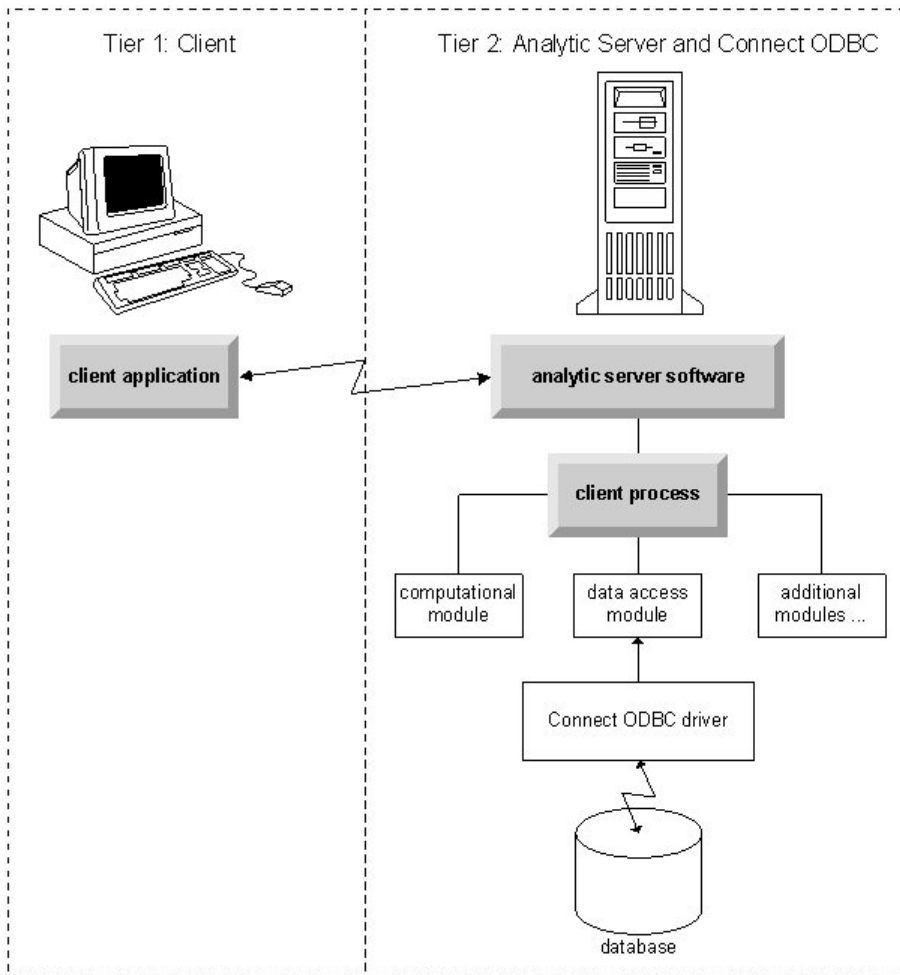 Tier 1: Client
Tier 2: Analytic Server and Connect ODBC
client application
analytic server software
client process
computational
module
data access
module
additional
modules ...
Connect ODBC driver
database